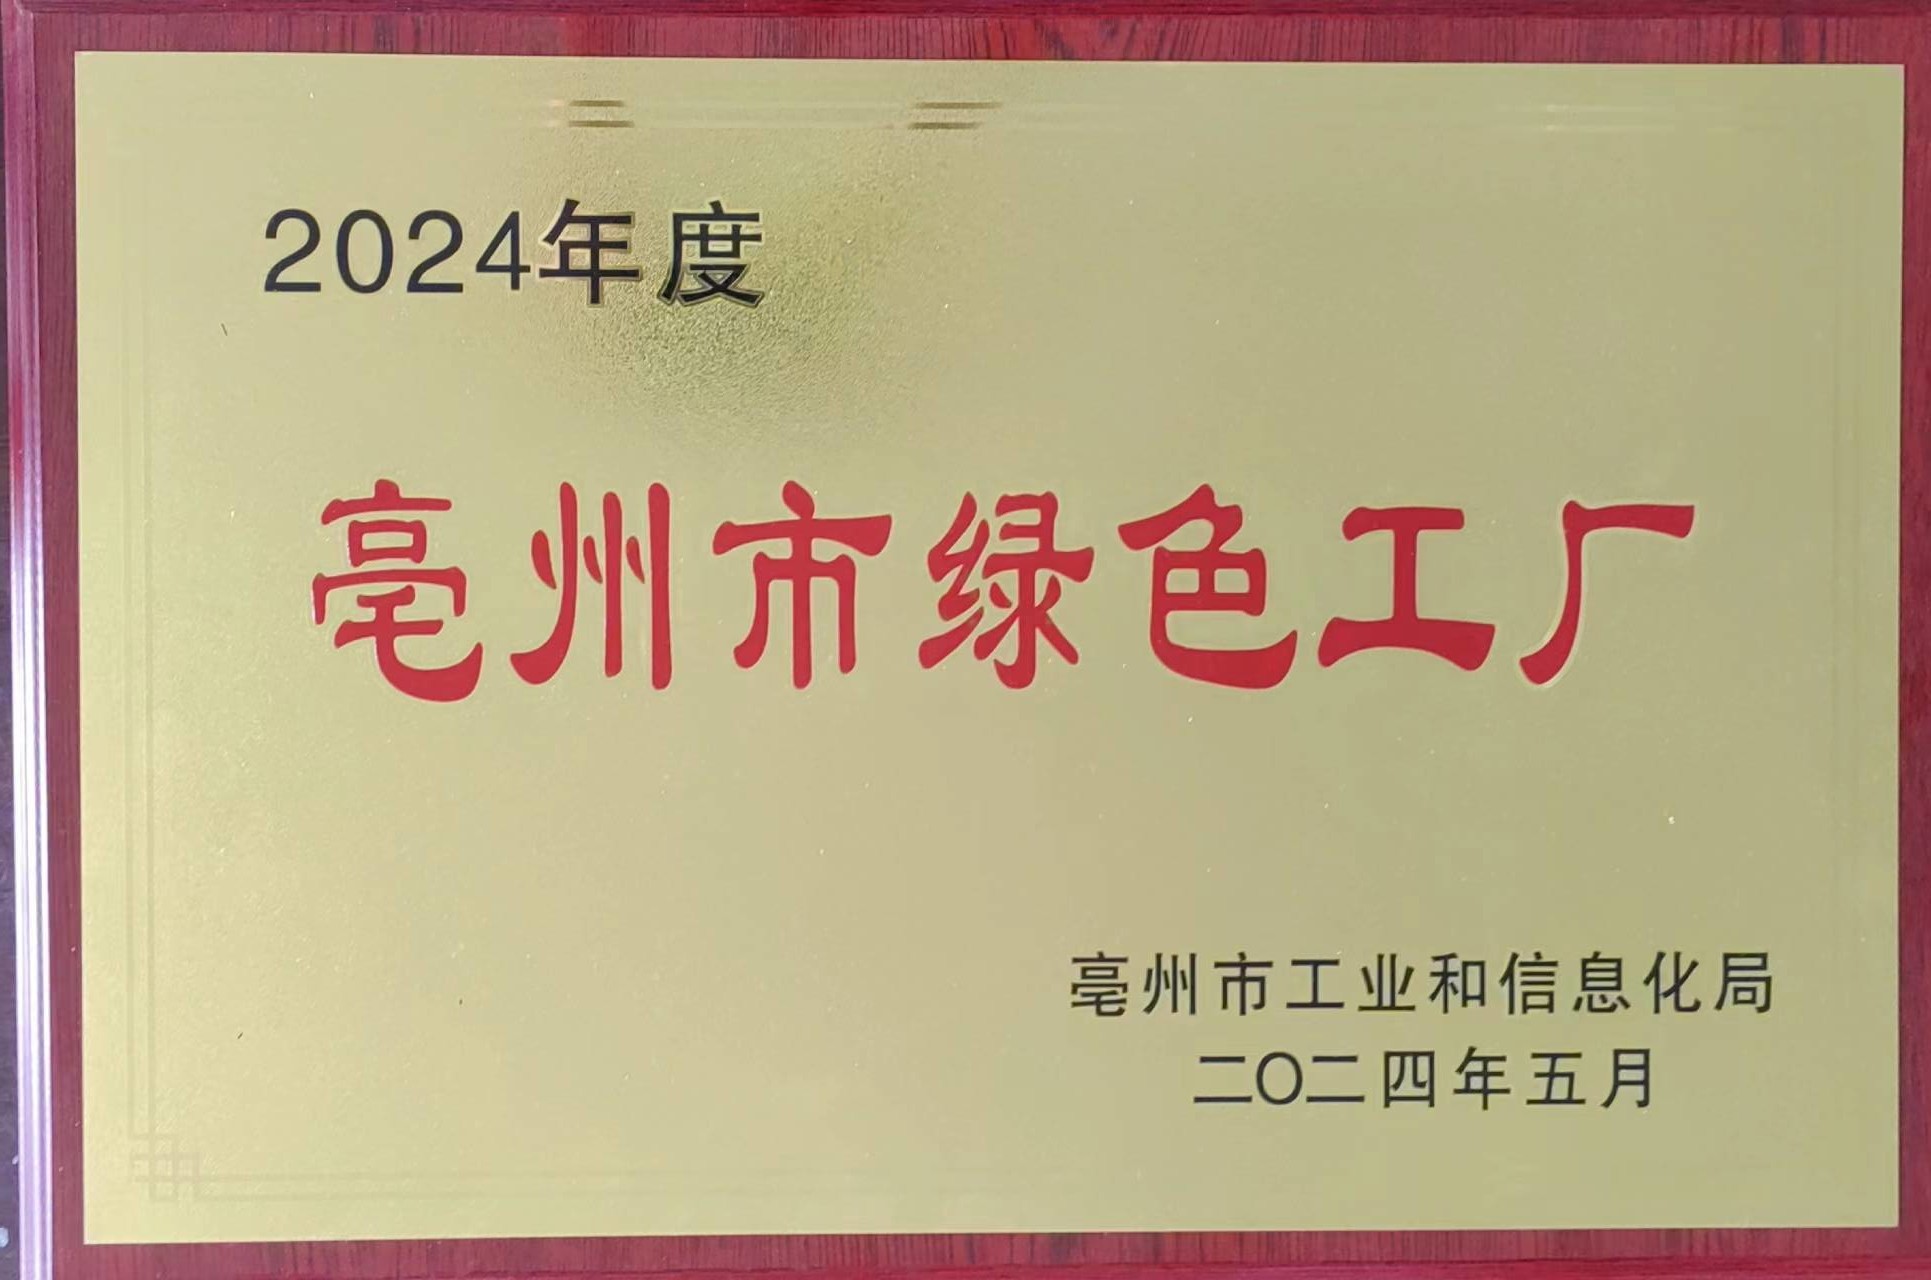 2024年度
亳州市绿色工厂
亳州市工业和信息化局
二〇二四年五月